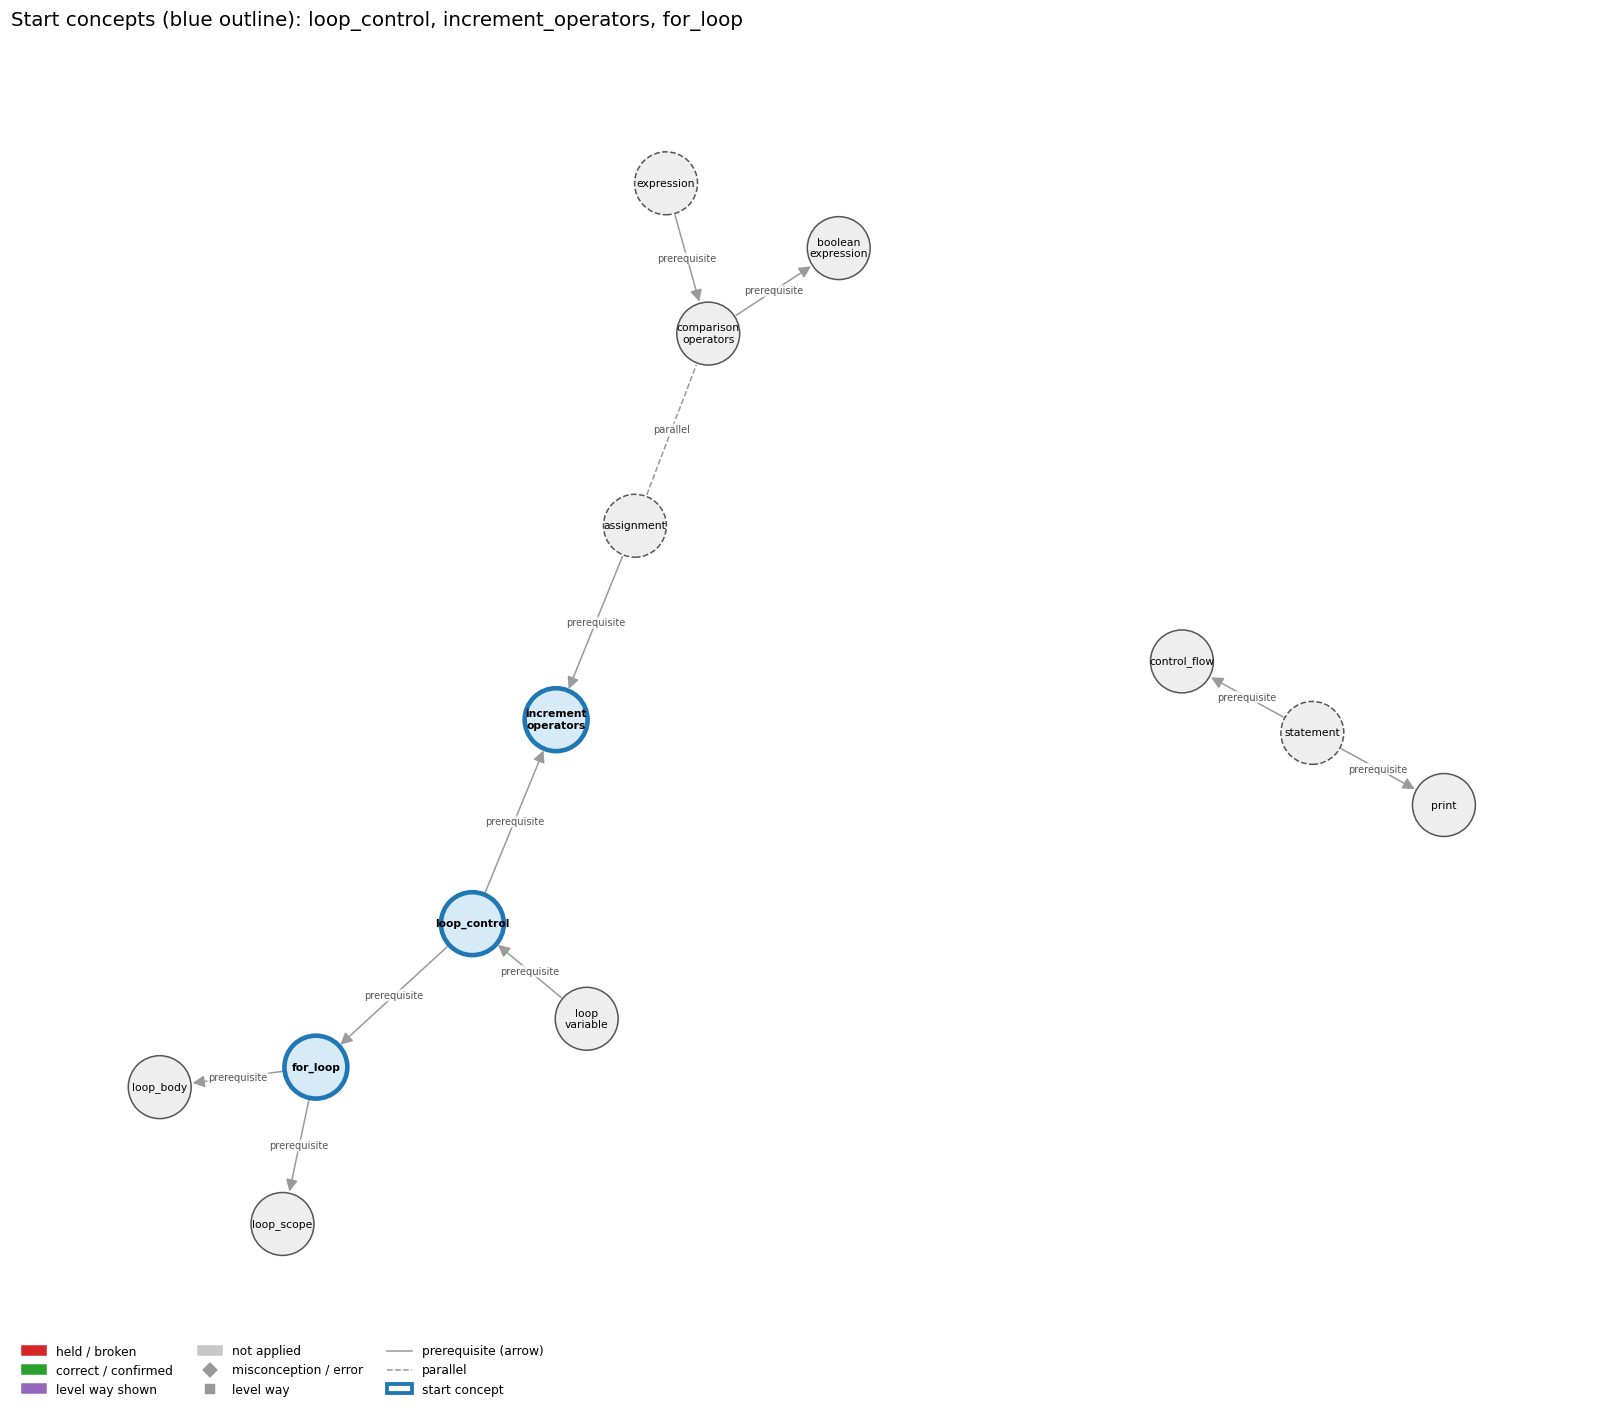 Start concepts (blue outline): loop_control, increment_operators, for_loop
expression
boolean
expression
prerequisite
prerequisite
comparison
operators
parallel
assignment
prerequisite
control_flow
prerequisite
increment
operators
statement
prerequisite
print
prerequisite
loop_control
prerequisite
prerequisite
loop
variable
for_loop
prerequisite
loop_body
prerequisite
loop_scope
held / broken
correct / confirmed
level way shown
not applied
misconception / error
level way
prerequisite (arrow)
parallel
start concept